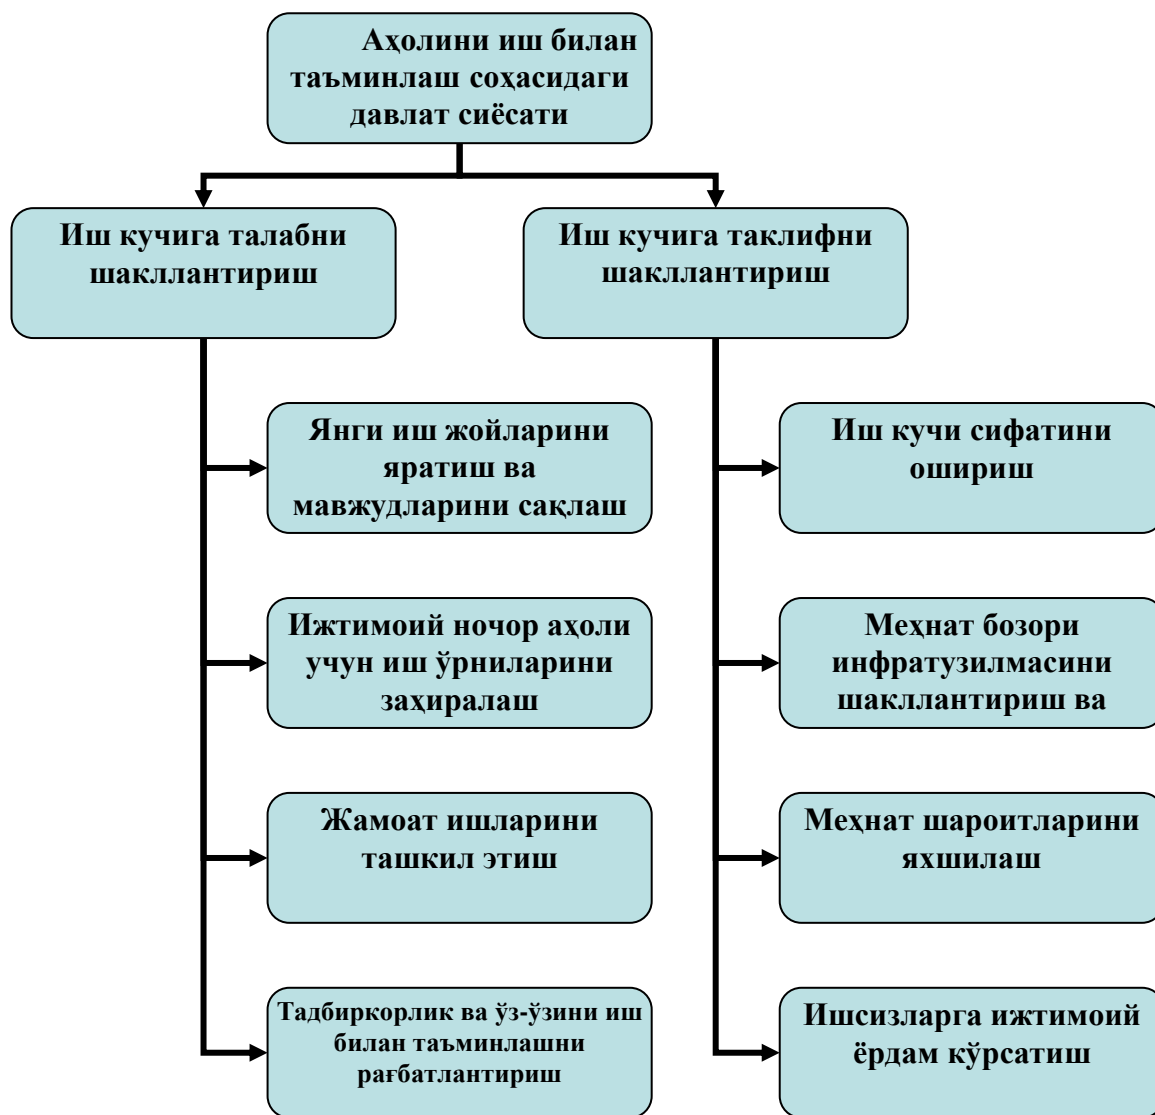 Аҳолини иш билан
таъминлаш соҳасидаги
давлат сиёсати
Иш кучига талабни
шакллантириш
Иш кучига таклифни
шакллантириш
Янги иш жойларини
яратиш ва
мавжудларини сақлаш
Иш кучи сифатини
ошириш
Ижтимоий ночор аҳоли
учун иш ўрниларини
заҳиралаш
Меҳнат бозори
инфратузилмасини
шакллантириш ва
Жамоат ишларини
ташкил этиш
Меҳнат шароитларини
яхшилаш
Тадбиркорлик ва ўз-ўзини иш
билан таъминлашни
рағбатлантириш
Ишсизларга ижтимоий
ёрдам кўрсатиш